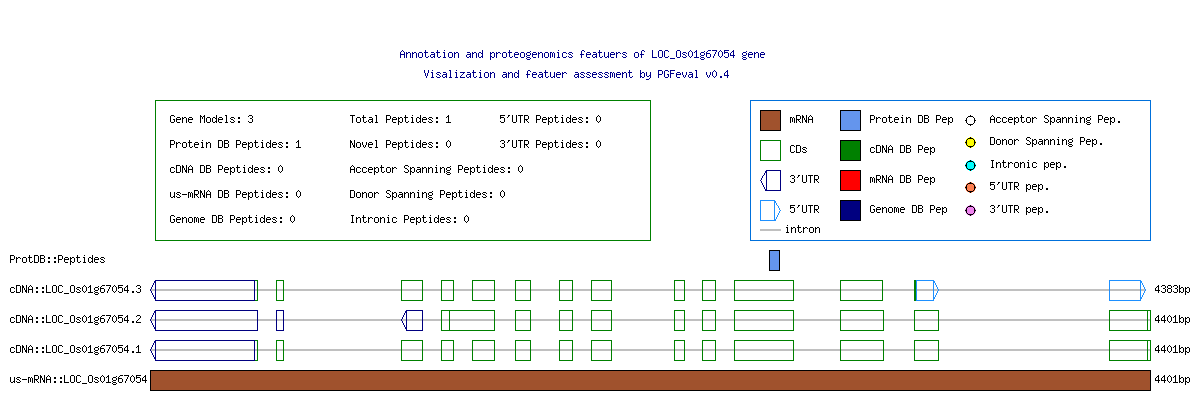 Annotation and proteogenomics featuers of LOC_Os01g67054 gene
Visalization and featuer assessment by PGFeval v0.4
Gene Models: 3 Total Peptides: 1 5'UTR Peptides: 0
Protein DB Peptides: 1 Novel Peptides: 0 3'UTR Peptides: 0
cDNA DB Peptides: 0 Acceptor Spanning Peptides: 0
us-mRNA DB Peptides: 0 Donor Spanning Peptides: 0
Genome DB Peptides: 0 Intronic Peptides: 0
mRNA Protein DB Pep Acceptor Spanning Pep.
CDs cDNA DB Pep Donor Spanning Pep.
3'UTR mRNA DB Pep Intronic pep.
5'UTR Genome DB Pep 5'UTR pep.
intron 3'UTR pep.
ProtDB::Peptides
cDNA::LOC_Os01g67054.3 4383bp
cDNA::LOC_Os01g67054.2 4401bp
cDNA::LOC_Os01g67054.1 4401bp
us-mRNA::LOC_Os01g67054 4401bp